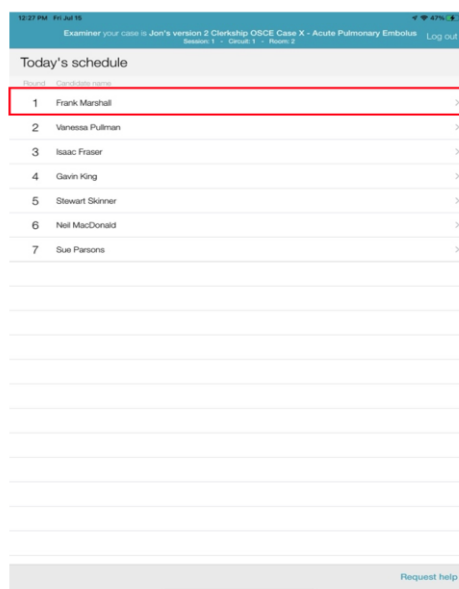 12:27 PM Fri Jul 15
47%
Examiner your case is Jon's version 2 Clerkship OSCE Case X - Acute Pulmonary Embolus
Log out
Session: 1 - Circuit: 1 - Room: 2
Today's schedule
Round Candidate name
1 Frank Marshall
2 Vanessa Pullman
3 Isaac Fraser
4 Gavin King
5 Stewart Skinner
6 Neil MacDonald
7 Sue Parsons
Request help